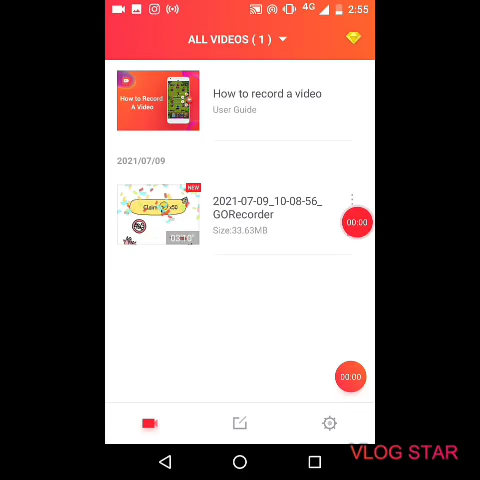 4G 2:55
ALL VIDEOS ( 1 )
How to Record
A Video
How to record a video
User Guide
2021/07/09
NEW
2021-07-09_10-08-56_
GORecorder
Size:33.63MB
00:00
00:00
VLOG STAR